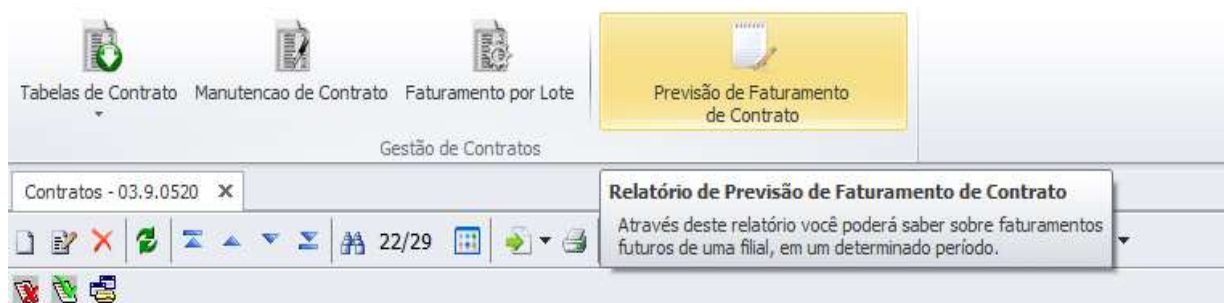 Tabelas de Contrato
Manutencao de Contrato
Faturamento por Lote
Previsão de Faturamento
de Contrato
Gestão de Contratos
Contratos - 03.9.0520
Relatório de Previsão de Faturamento de Contrato
Através deste relatório você poderá saber sobre faturamentos
futuros de uma filial, em um determinado período.
22/29